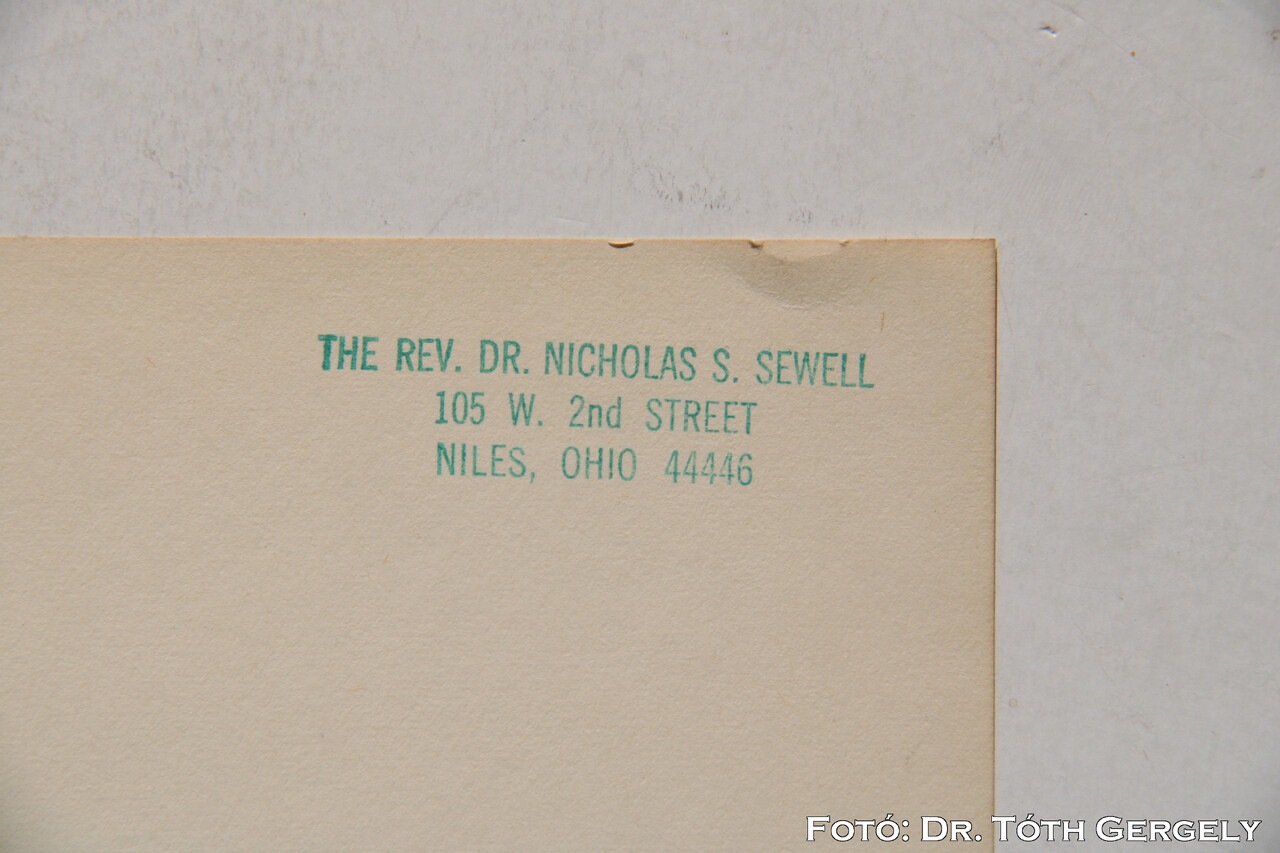 THE REV. DR. NICHOLAS S. SEWELL
105 W. 2nd STREET
NILES, OHIO 44446
FOTÓ: DR. TÓTH GERGELY